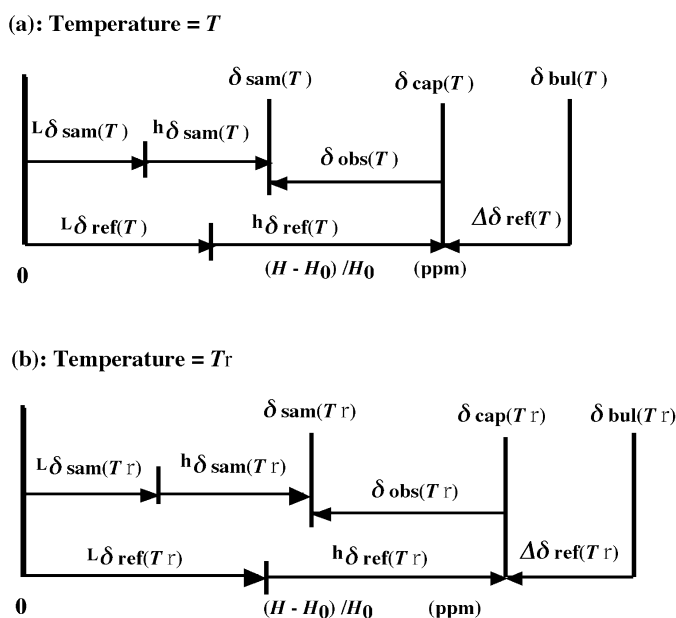 (a): Temperature = T
δ sam(T ) δ cap(T ) δ bul(T )
Lδ sam(T ) hδ sam(T ) δ obs(T )
Lδ ref(T ) hδ ref(T ) Δδ ref(T )
0 (H - H0) /H0 (ppm)
(b): Temperature = Tr
δ sam(T r) δ cap(T r) δ bul(T r)
Lδ sam(T r) hδ sam(T r) δ obs(T r)
Lδ ref(T r) hδ ref(T r) Δδ ref(T r)
0 (H - H0) /H0 (ppm)